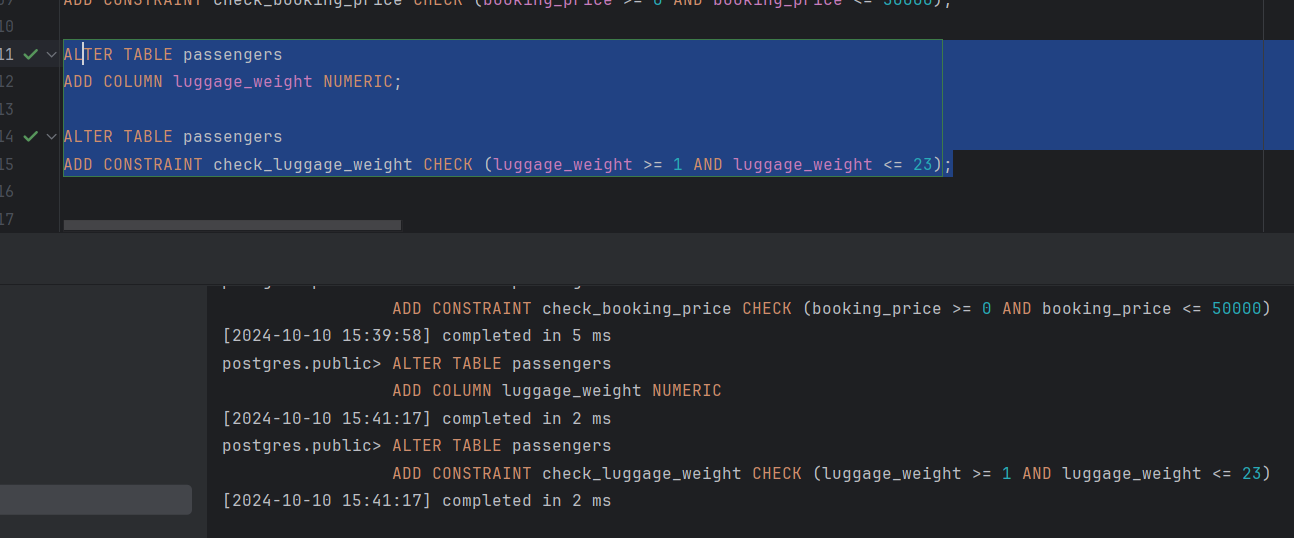 ADD CONSTRAINT check_booking_price CHECK (booking_price >= 0 AND booking_price <= 50000);
10
11 ALTER TABLE passengers
12 ADD COLUMN luggage_weight NUMERIC;
13
14 ALTER TABLE passengers
15 ADD CONSTRAINT check_luggage_weight CHECK (luggage_weight >= 1 AND luggage_weight <= 23);
16
17
ADD CONSTRAINT check_booking_price CHECK (booking_price >= 0 AND booking_price <= 50000)
[2024-10-10 15:39:58] completed in 5 ms
postgres.public> ALTER TABLE passengers
ADD COLUMN luggage_weight NUMERIC
[2024-10-10 15:41:17] completed in 2 ms
postgres.public> ALTER TABLE passengers
ADD CONSTRAINT check_luggage_weight CHECK (luggage_weight >= 1 AND luggage_weight <= 23)
[2024-10-10 15:41:17] completed in 2 ms